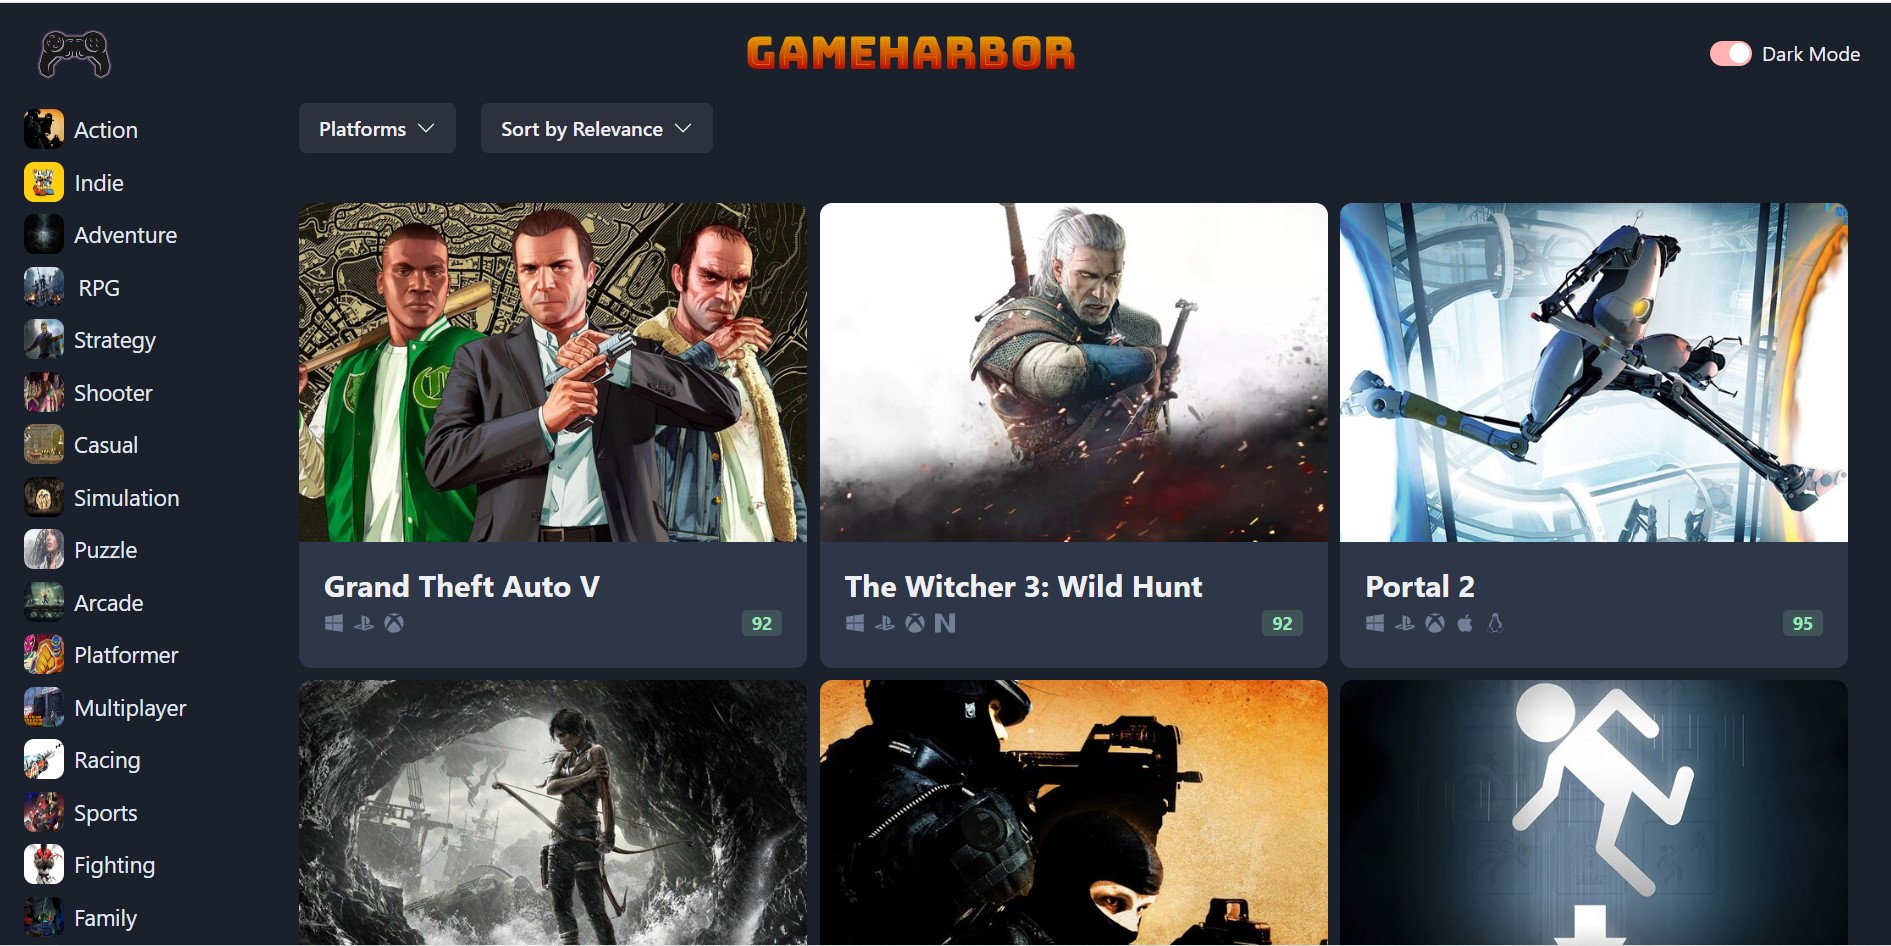 GAMEHARBOR
Dark Mode
Platforms
Sort by Relevance
Action
Indie
Adventure
RPG
Strategy
Shooter
Casual
Simulation
Puzzle
Arcade
Platformer
Multiplayer
Racing
Sports
Fighting
Family
Grand Theft Auto V
92
The Witcher 3: Wild Hunt
92
Portal 2
95